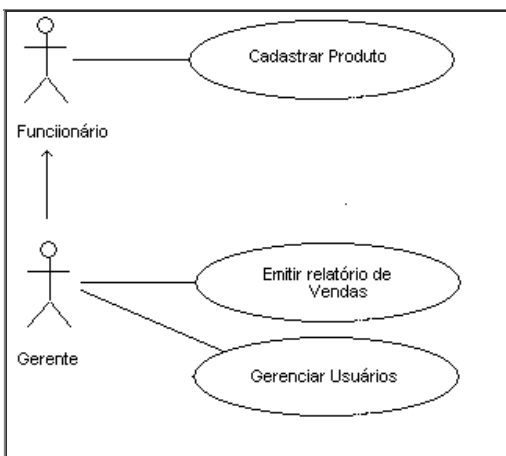 Cadastrar Produto
Funciionário
Emitir relatório de
Vendas
Gerente
Gerenciar Usuários